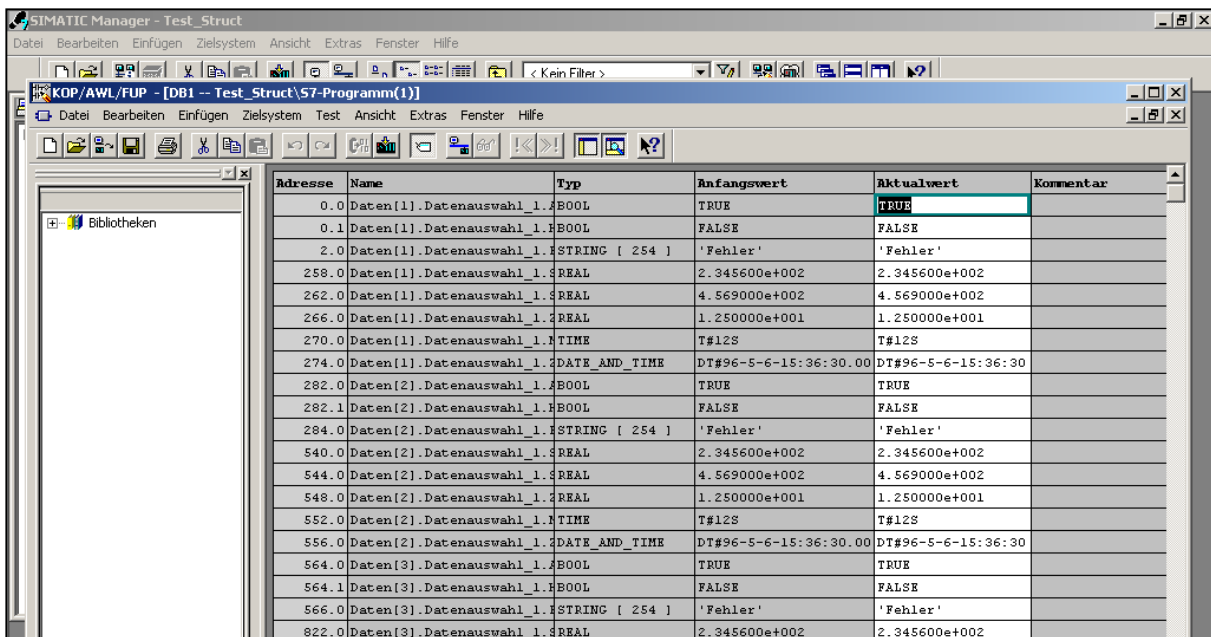 SIMATIC Manager - Test_Struct
Datei Bearbeiten Einfügen Zielsystem Ansicht Extras Fenster Hilfe
< Kein Filter >
KOP/AWL/FUP - [DB1 -- Test_Struct\S7-Programm(1)]
Datei Bearbeiten Einfügen Zielsystem Test Ansicht Extras Fenster Hilfe
Bibliotheken
Adresse Name Typ Anfangswert Aktualwert Kommentar
0.0 Daten[1].Datenauswahl_1. BOOL TRUE TRUE
0.1 Daten[1].Datenauswahl_1. BOOL FALSE FALSE
2.0 Daten[1].Datenauswahl_1. STRING [ 254 ] 'Fehler' 'Fehler'
258.0 Daten[1].Datenauswahl_1. REAL 2.345600e+002 2.345600e+002
262.0 Daten[1].Datenauswahl_1. REAL 4.569000e+002 4.569000e+002
266.0 Daten[1].Datenauswahl_1. REAL 1.250000e+001 1.250000e+001
270.0 Daten[1].Datenauswahl_1. TIME T#12S T#12S
274.0 Daten[1].Datenauswahl_1. DATE_AND_TIME DT#96-5-6-15:36:30.00 DT#96-5-6-15:36:30
282.0 Daten[2].Datenauswahl_1. BOOL TRUE TRUE
282.1 Daten[2].Datenauswahl_1. BOOL FALSE FALSE
284.0 Daten[2].Datenauswahl_1. STRING [ 254 ] 'Fehler' 'Fehler'
540.0 Daten[2].Datenauswahl_1. REAL 2.345600e+002 2.345600e+002
544.0 Daten[2].Datenauswahl_1. REAL 4.569000e+002 4.569000e+002
548.0 Daten[2].Datenauswahl_1. REAL 1.250000e+001 1.250000e+001
552.0 Daten[2].Datenauswahl_1. TIME T#12S T#12S
556.0 Daten[2].Datenauswahl_1. DATE_AND_TIME DT#96-5-6-15:36:30.00 DT#96-5-6-15:36:30
564.0 Daten[3].Datenauswahl_1. BOOL TRUE TRUE
564.1 Daten[3].Datenauswahl_1. BOOL FALSE FALSE
566.0 Daten[3].Datenauswahl_1. STRING [ 254 ] 'Fehler' 'Fehler'
822.0 Daten[3].Datenauswahl_1. REAL 2.345600e+002 2.345600e+002